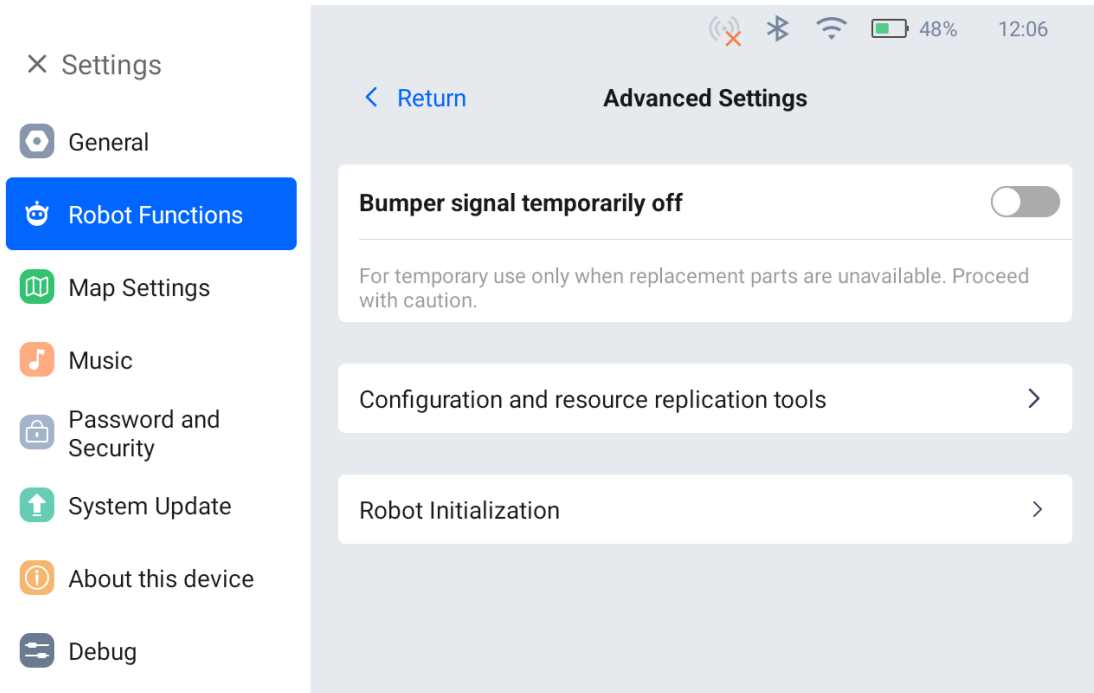 48%
12:06
Settings
General
Robot Functions
Map Settings
Music
Password and
Security
System Update
About this device
Debug
Return
Advanced Settings
Bumper signal temporarily off
For temporary use only when replacement parts are unavailable. Proceed
with caution.
Configuration and resource replication tools
Robot Initialization